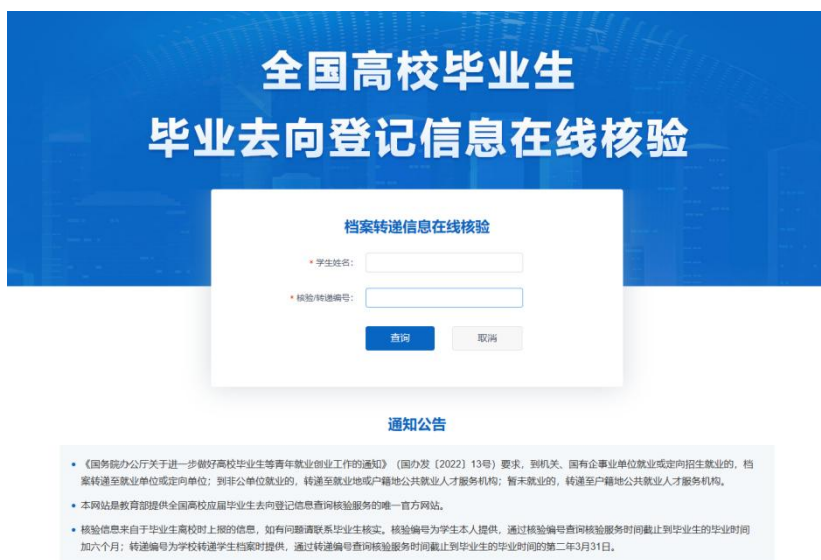 全国高校毕业生
毕业去向登记信息在线核验
档案转递信息在线核验
* 学生姓名：
* 核验/转递编号：
查询 取消
通知公告
• 《国务院办公厅关于进一步做好高校毕业生等青年就业创业工作的通知》（国办发〔2022〕13号）要求，到机关、国有企事业单位就业或定向招生就业的，档
案转递至就业单位或定向单位；到非公单位就业的，转递至就业地或户籍地公共就业人才服务机构；暂未就业的，转递至户籍地公共就业人才服务机构。
• 本网站是教育部提供全国高校应届毕业生去向登记信息查询核验服务的唯一官方网站。
• 核验信息来自于毕业生离校时上报的信息，如有问题请联系毕业生核实。核验编号为学生本人提供，通过核验编号查询核验服务时间截止到毕业生的毕业时间
加六个月；转递编号为学校转递学生档案时提供，通过转递编号查询核验服务时间截止到毕业生的毕业时间的第二年3月31日。